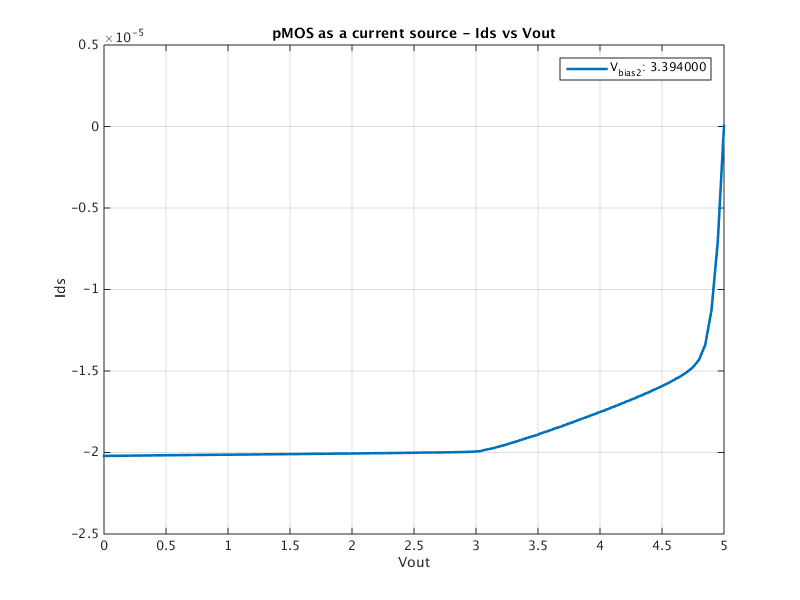 pMOS as a current source – Ids vs Vout
×10⁻⁵
V_bias2: 3.394000
0.5
0
−0.5
−1
−1.5
−2
−2.5
Ids
0 0.5 1 1.5 2 2.5 3 3.5 4 4.5 5
Vout